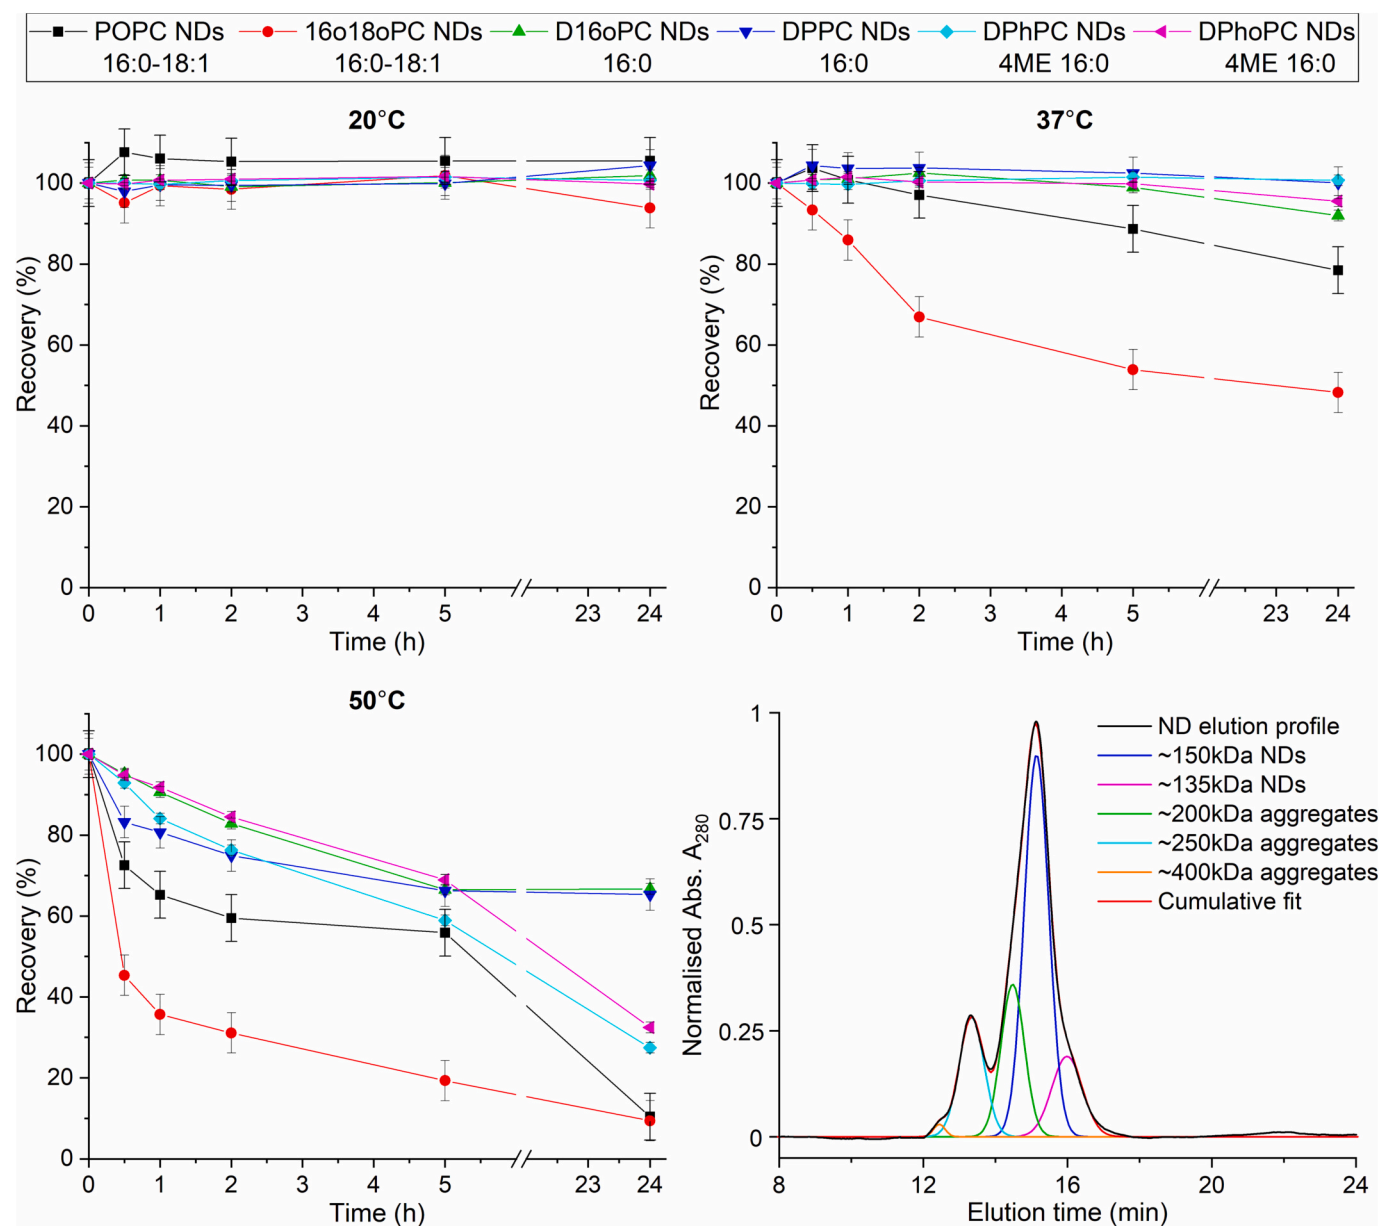 POPC NDs 16o18oPC NDs D16oPC NDs DPPC NDs DPhPC NDs DPhoPC NDs
16:0-18:1 16:0-18:1 16:0 16:0 4ME 16:0 4ME 16:0
20°C
Recovery (%)
100
80
60
40
20
0
0 1 2 3 4 5 23 24
Time (h)
37°C
Recovery (%)
100
80
60
40
20
0
0 1 2 3 4 5 23 24
Time (h)
50°C
Recovery (%)
100
80
60
40
20
0
0 1 2 3 4 5 23 24
Time (h)
Normalised Abs. A280
1
0.75
0.5
0.25
0
ND elution profile
~150kDa NDs
~135kDa NDs
~200kDa aggregates
~250kDa aggregates
~400kDa aggregates
Cumulative fit
8 12 16 20 24
Elution time (min)